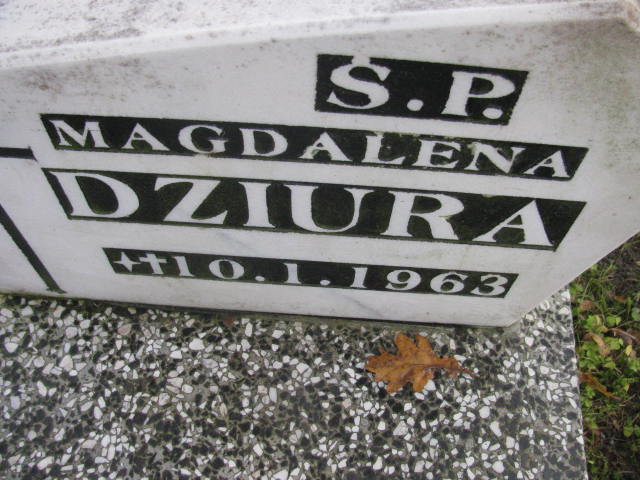 Ś.P.
MAGDALENA
DZIURA
✝10.1.1963